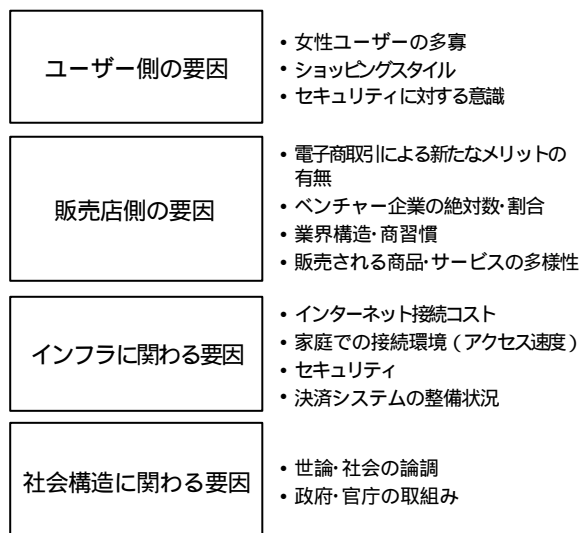 ユーザー側の要因
・女性ユーザーの多寡
・ショッピングスタイル
・セキュリティに対する意識
販売店側の要因
・電子商取引による新たなメリットの
有無
・ベンチャー企業の絶対数・割合
・業界構造・商習慣
・販売される商品・サービスの多様性
インフラに関わる要因
・インターネット接続コスト
・家庭での接続環境(アクセス速度)
・セキュリティ
・決済システムの整備状況
社会構造に関わる要因
・世論・社会の論調
・政府・官庁の取組み